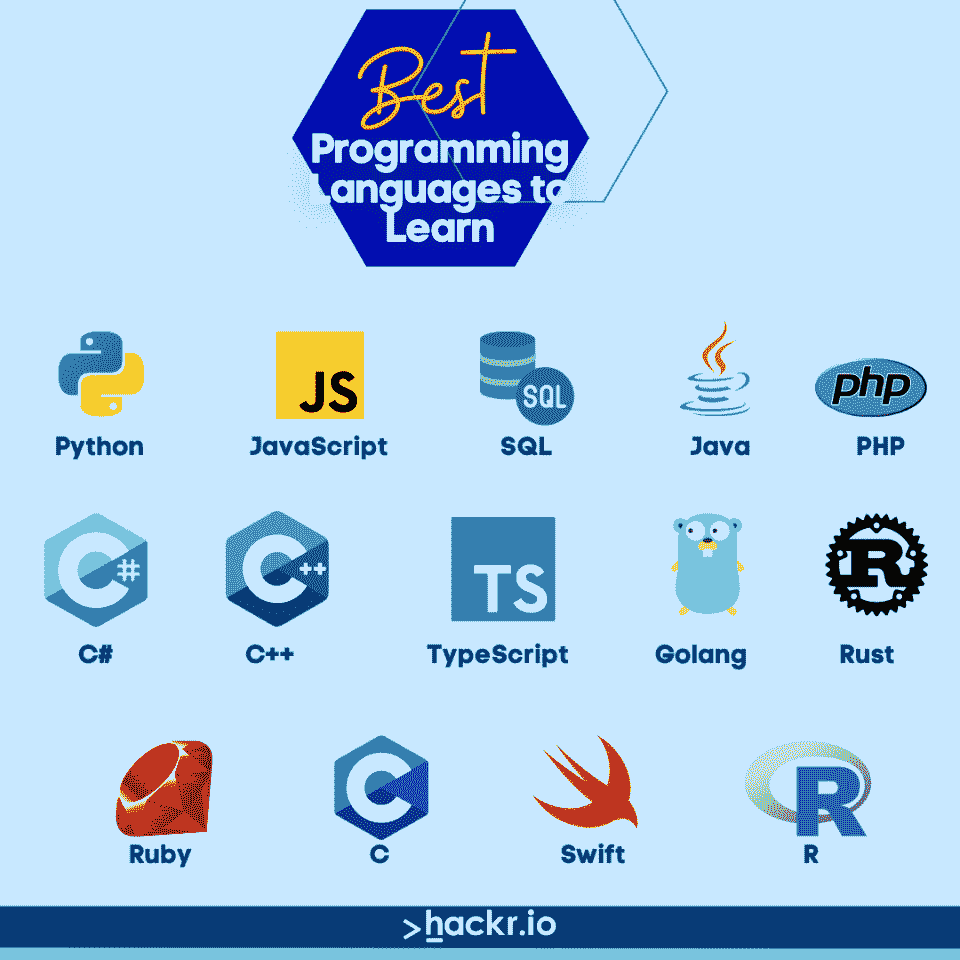 Best
Programming
Languages to
Learn
JS
SQL
php
Python
JavaScript
SQL
Java
PHP
C#
C++
TS
R
C#
C++
TypeScript
Golang
Rust
C
R
Ruby
C
Swift
R
>hackr.io